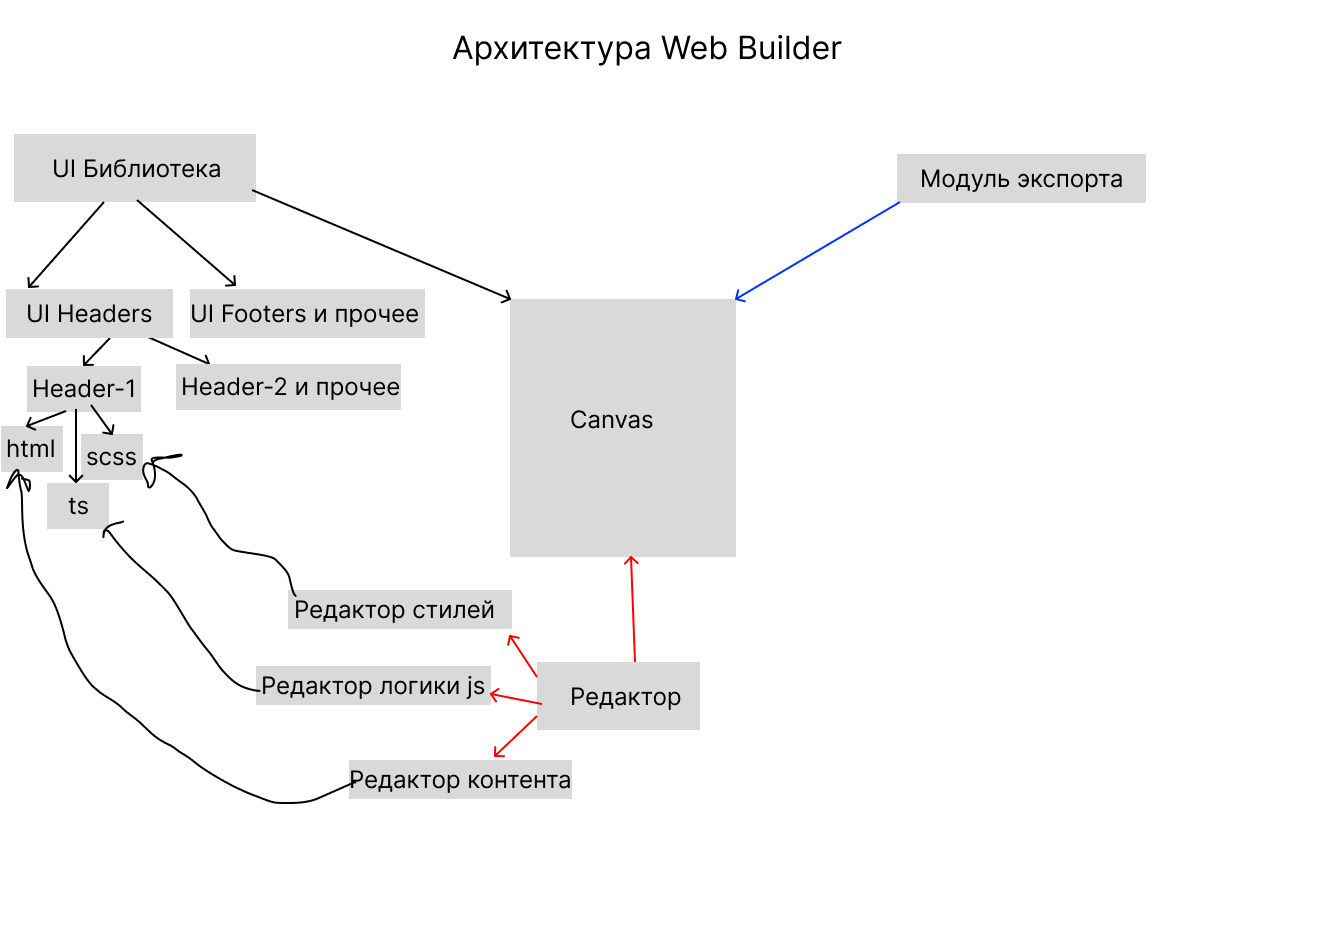 Архитектура Web Builder
UI Библиотека
Модуль экспорта
UI Headers
UI Footers и прочее
Header-1
Header-2 и прочее
Canvas
html
scss
ts
Редактор стилей
Редактор логики js
Редактор
Редактор контента